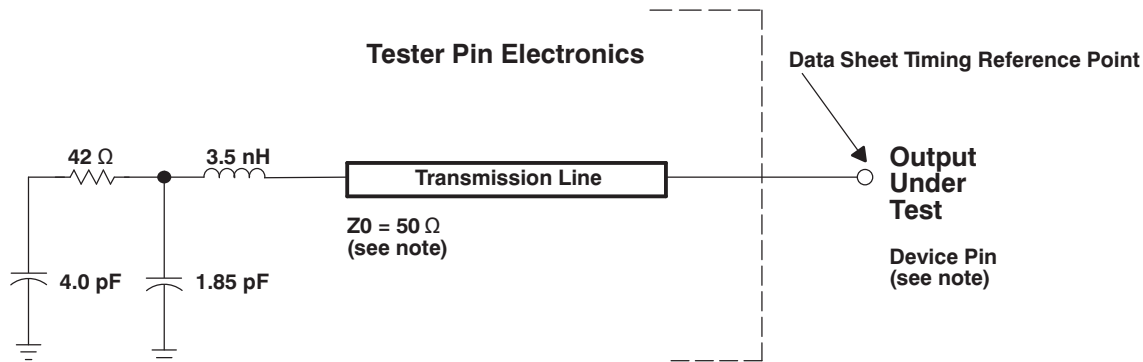 Tester Pin Electronics
Data Sheet Timing Reference Point
42 Ω
3.5 nH
Transmission Line
Output
Under
Test
Z0 = 50 Ω
(see note)
Device Pin
(see note)
4.0 pF
1.85 pF